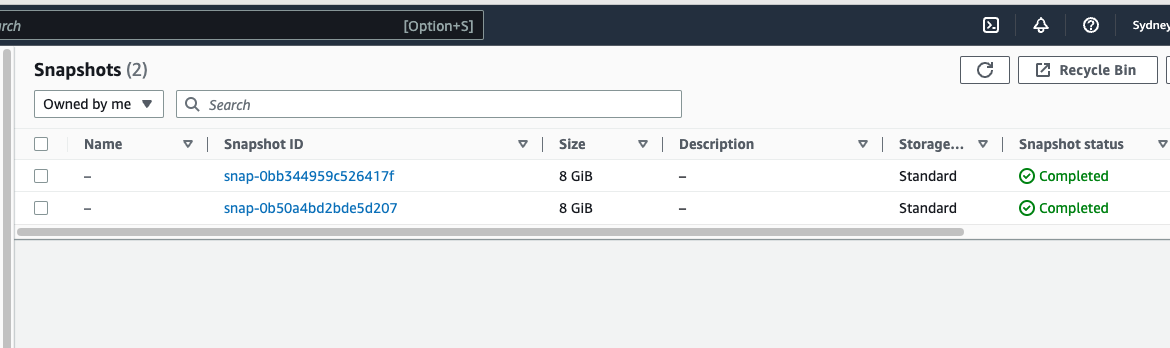 rch [Option+S] Sydney
Snapshots (2) Recycle Bin
Owned by me Search
Name Snapshot ID Size Description Storage... Snapshot status
– snap-0bb344959c526417f 8 GiB – Standard Completed
– snap-0b50a4bd2bde5d207 8 GiB – Standard Completed